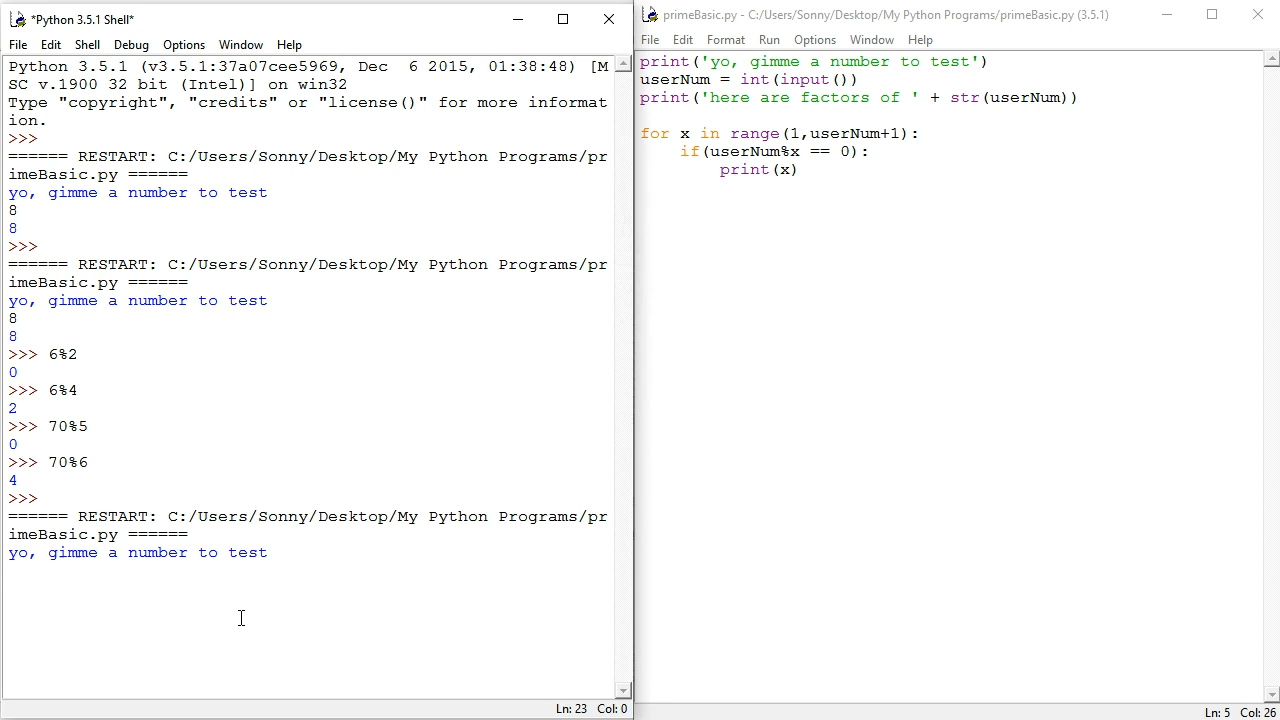 *Python 3.5.1 Shell*
File Edit Shell Debug Options Window Help
Python 3.5.1 (v3.5.1:37a07cee5969, Dec  6 2015, 01:38:48) [M
SC v.1900 32 bit (Intel)] on win32
Type "copyright", "credits" or "license()" for more informat
ion.
>>>
====== RESTART: C:/Users/Sonny/Desktop/My Python Programs/pr
imeBasic.py ======
yo, gimme a number to test
8
8
>>>
====== RESTART: C:/Users/Sonny/Desktop/My Python Programs/pr
imeBasic.py ======
yo, gimme a number to test
8
8
>>> 6%2
0
>>> 6%4
2
>>> 70%5
0
>>> 70%6
4
>>>
====== RESTART: C:/Users/Sonny/Desktop/My Python Programs/pr
imeBasic.py ======
yo, gimme a number to test
Ln: 23 Col: 0
primeBasic.py - C:/Users/Sonny/Desktop/My Python Programs/primeBasic.py (3.5.1)
File Edit Format Run Options Window Help
print('yo, gimme a number to test')
userNum = int(input())
print('here are factors of ' + str(userNum))
for x in range(1,userNum+1):
    if(userNum%x == 0):
        print(x)
Ln: 5 Col: 26